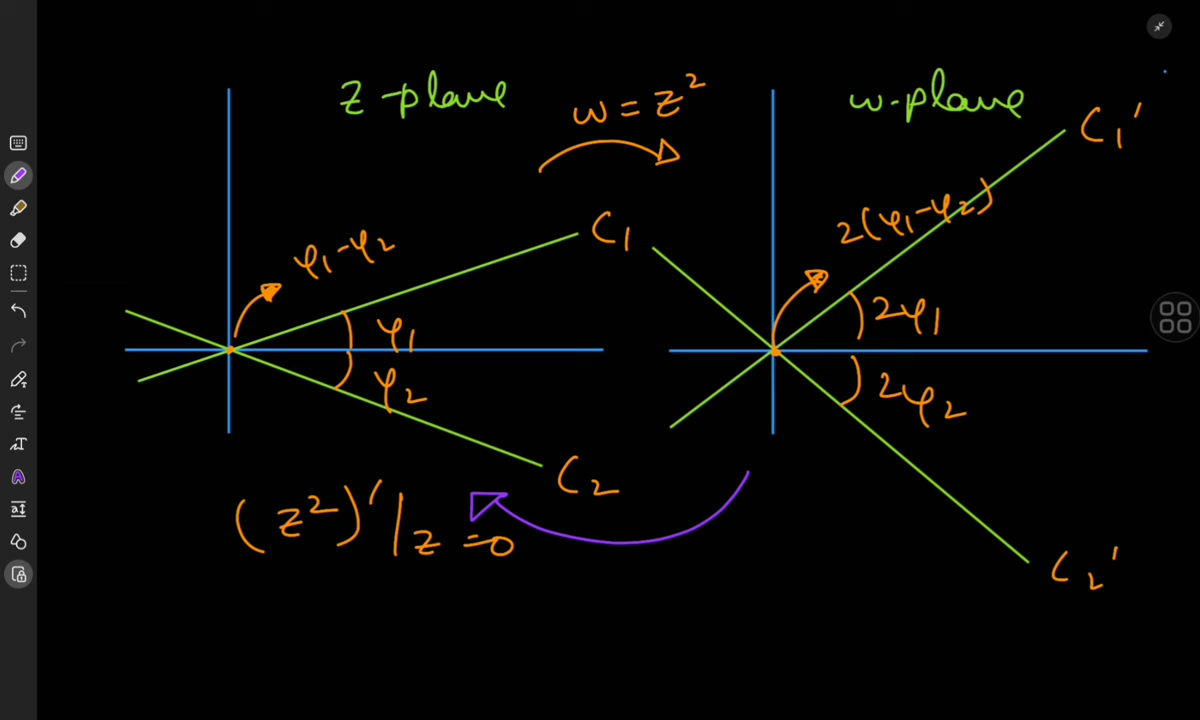 z-plane
w = z²
w-plane
C₁'
C₁
2(φ₁-φ₂)
φ₁-φ₂
φ₁
2φ₁
φ₂
2φ₂
C₂
(z²)'|z=0
C₂'